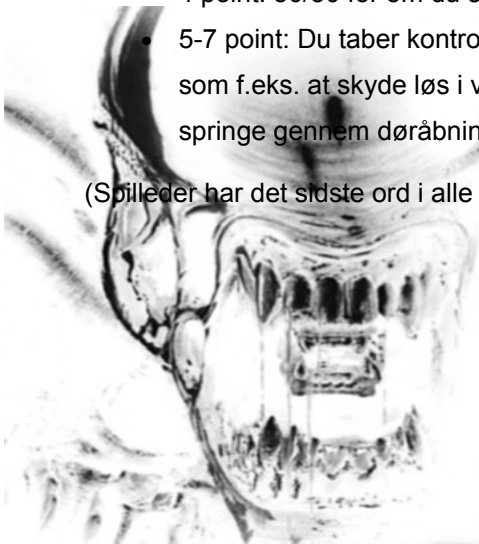 5-7 point: Du taber kontro
som f.eks. at skyde løs i v
springe gennem døråbnin
(Spilleder har det sidste ord i alle